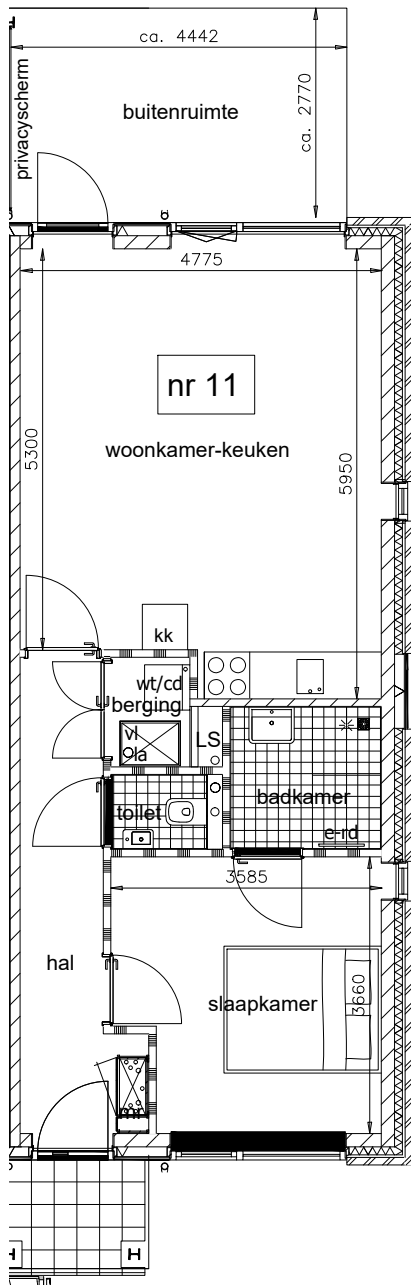 H
ca. 4442
privacyscherm
buitenruimte
ca. 2770
4775
nr 11
5300
woonkamer-keuken
5950
kk
wt/cd
berging
vl
la
LS
toilet
badkamer
e-rd
3585
hal
slaapkamer
3660
H
H